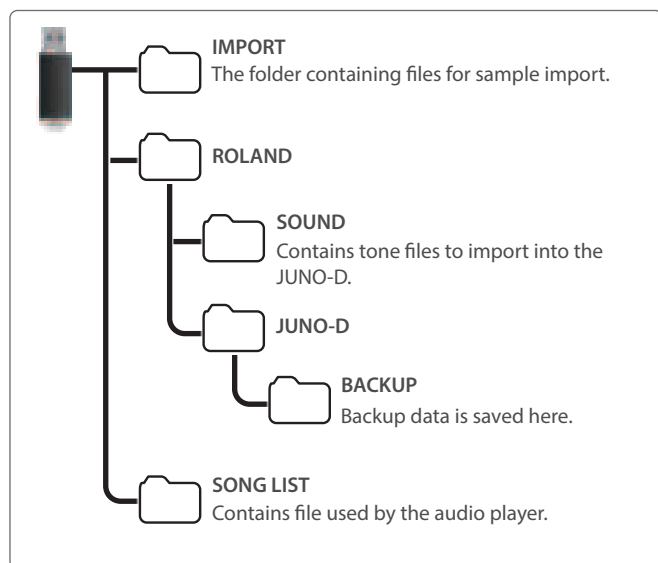 IMPORT
The folder containing files for sample import.
ROLAND
SOUND
Contains tone files to import into the
JUNO-D.
JUNO-D
BACKUP
Backup data is saved here.
SONG LIST
Contains file used by the audio player.